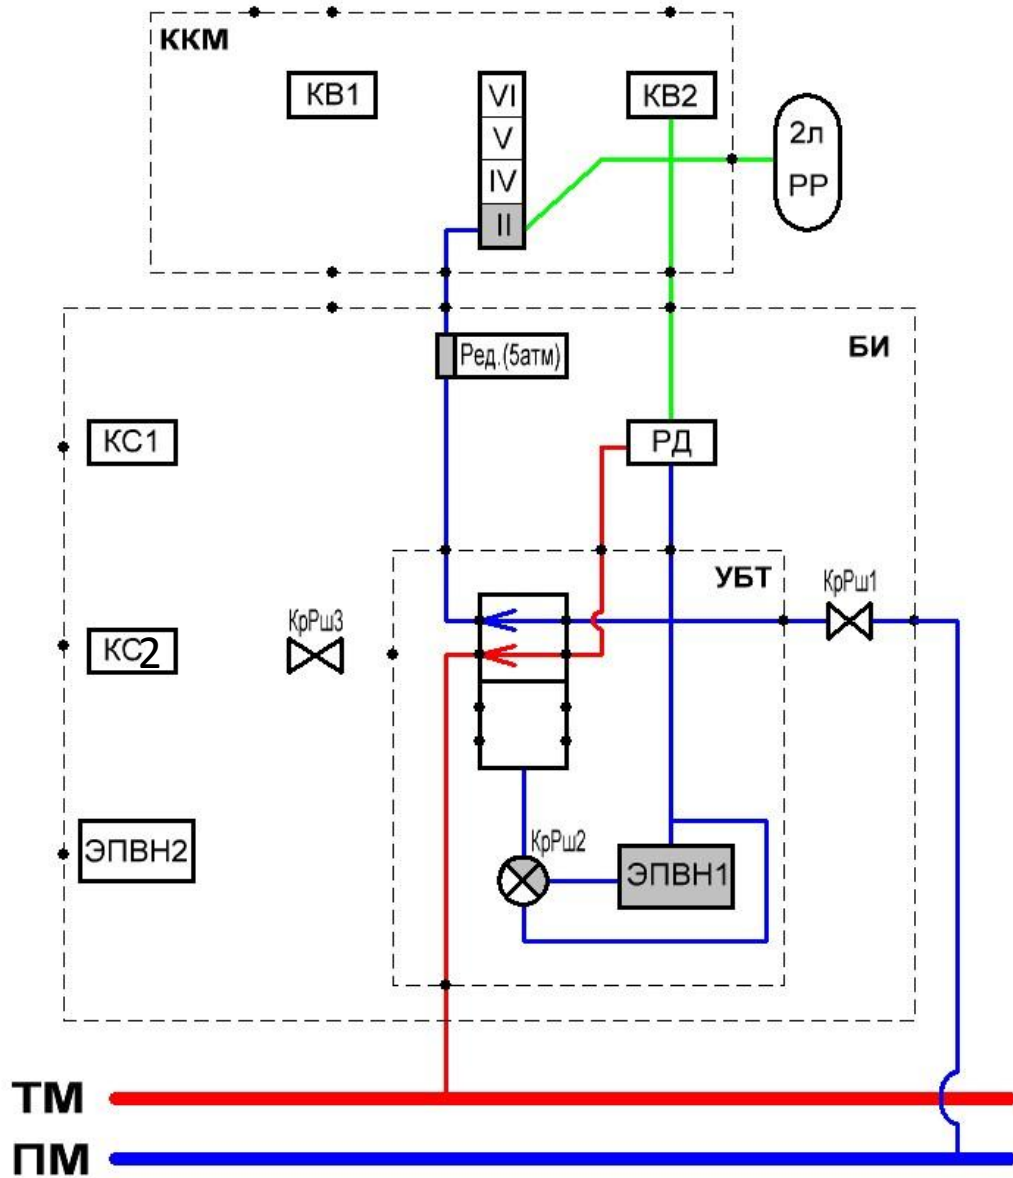 ККМ
КВ1
VI
V
IV
II
КВ2
2л
РР
БИ
Ред.(5атм)
КС1
РД
УБТ
КрРш1
КрРш3
КС2
КрРш2
ЭПВН2
ЭПВН1
ТМ
ПМ